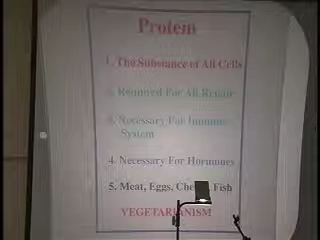 Protein
1. The Substance of All Cells
2. Required For All Repair
3. Necessary For Immune
System
4. Necessary For Hormones
5. Meat, Eggs, Fish
VEGETARIANISM